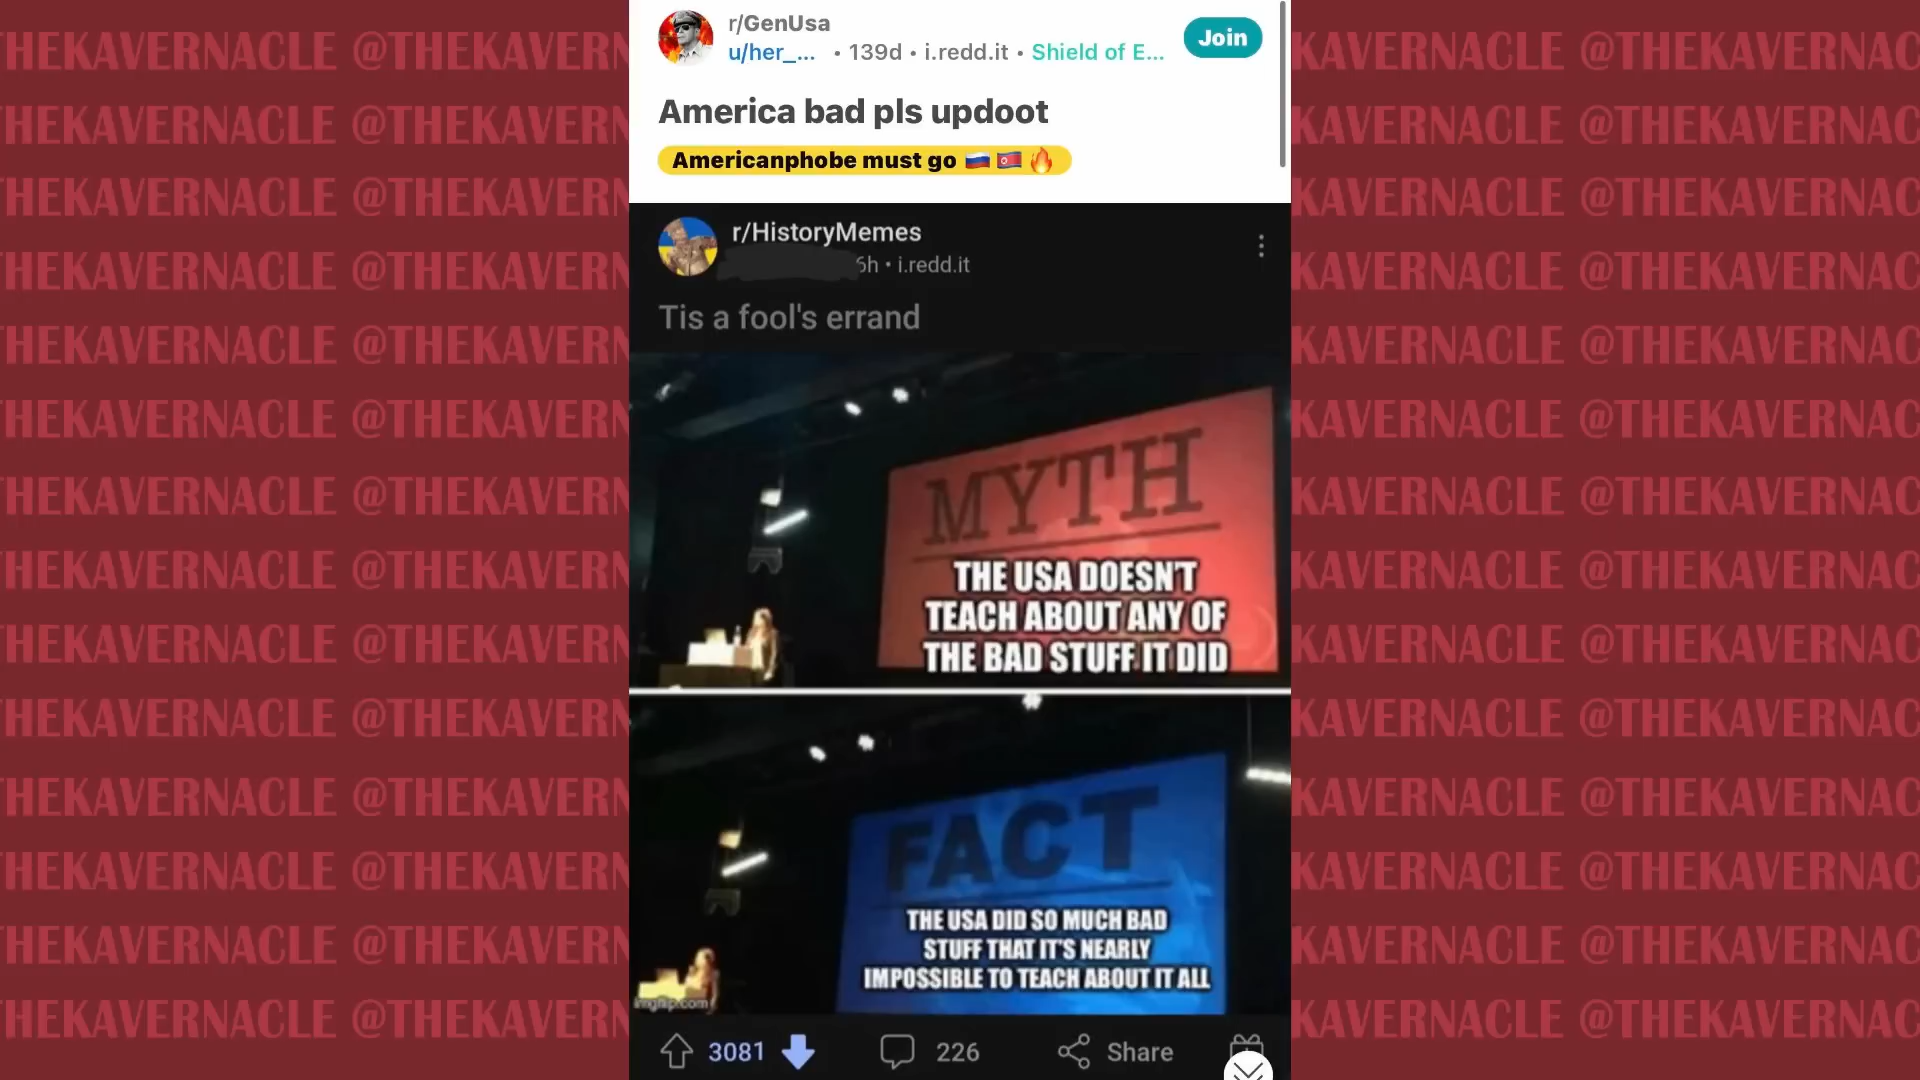 THEKAVERNACLE @THEKAVERN
KAVERNACLE @THEKAVERNAC
r/GenUsa
u/her_... • 139d • i.redd.it • Shield of E...
Join
America bad pls updoot
Americanphobe must go 🇷🇺 🇰🇵 🔥
r/HistoryMemes
6h • i.redd.it
Tis a fool's errand
MYTH
THE USA DOESN'T
TEACH ABOUT ANY OF
THE BAD STUFF IT DID
FACT
THE USA DID SO MUCH BAD
STUFF THAT IT'S NEARLY
IMPOSSIBLE TO TEACH ABOUT IT ALL
imgflip.com
3081
226
Share